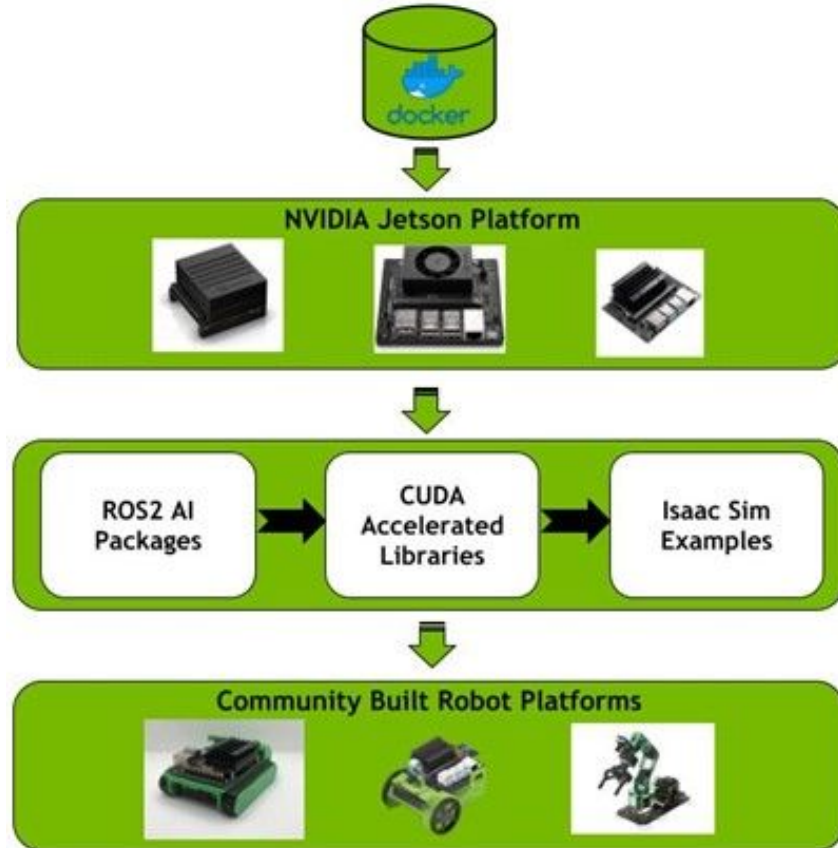 docker
NVIDIA Jetson Platform
ROS2 AI
Packages
CUDA
Accelerated
Libraries
Isaac Sim
Examples
Community Built Robot Platforms